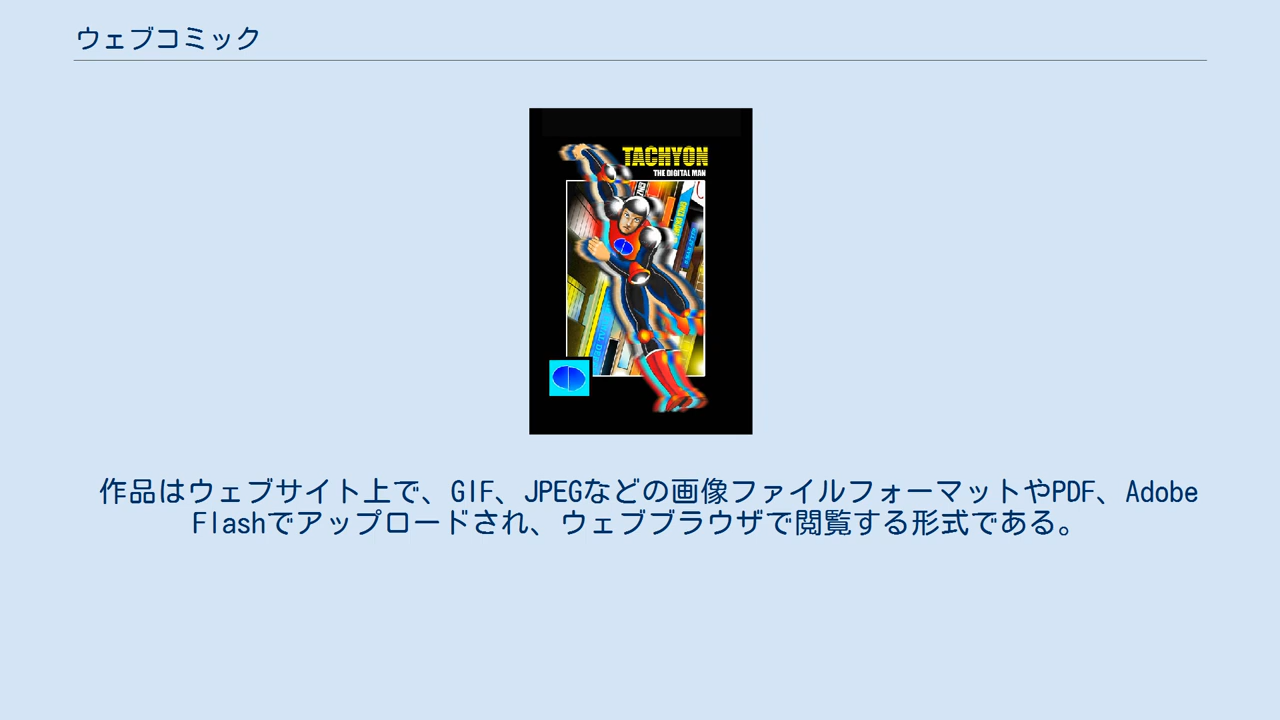 ウェブコミック
TACHYON
THE DIGITAL MAN
作品はウェブサイト上で、GIF、JPEGなどの画像ファイルフォーマットやPDF、Adobe
Flashでアップロードされ、ウェブブラウザで閲覧する形式である。